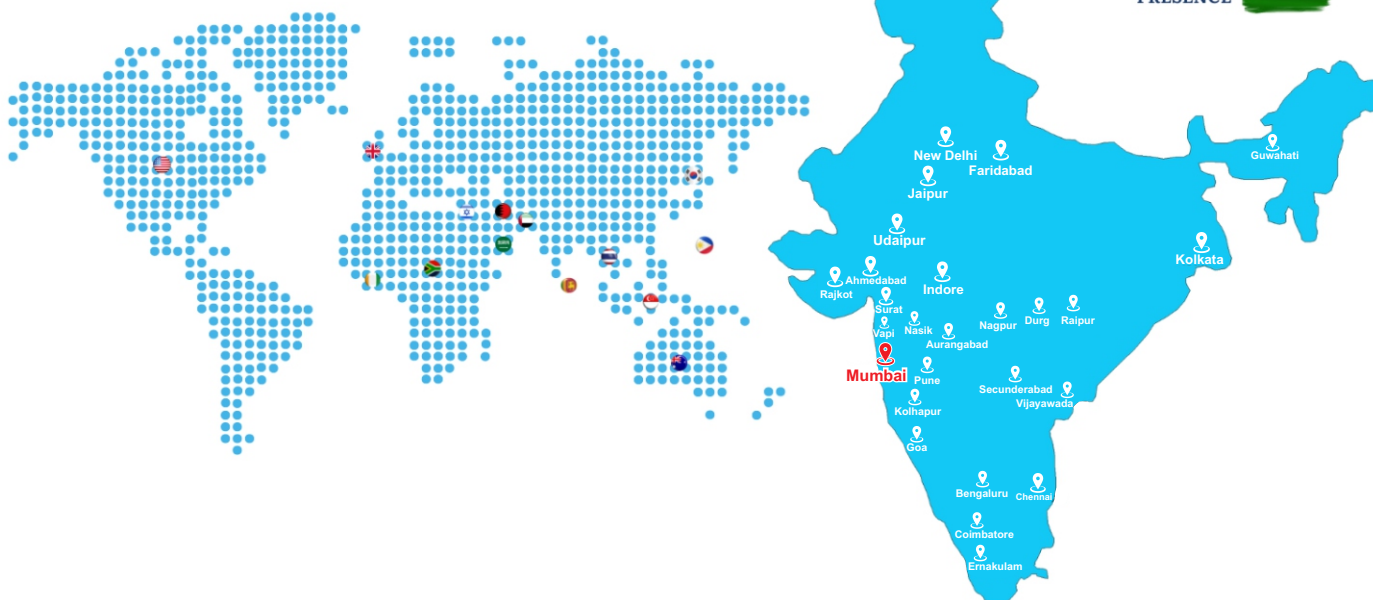 PRESENCE
New Delhi
Faridabad
Guwahati
Jaipur
Udaipur
Kolkata
Ahmedabad
Rajkot
Indore
Surat
Vapi
Nasik
Nagpur
Durg
Raipur
Aurangabad
Mumbai
Pune
Secunderabad
Vijayawada
Kolhapur
Goa
Bengaluru
Chennai
Coimbatore
Ernakulam